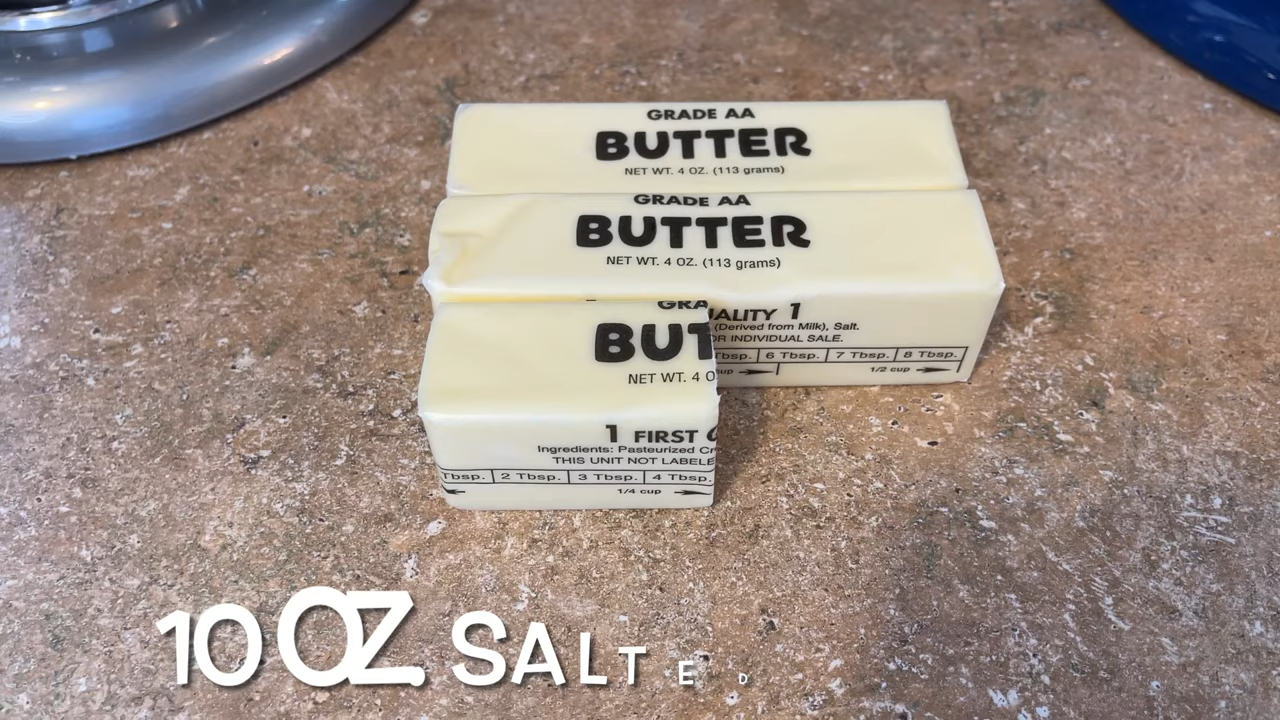 GRADE AA
BUTTER
NET WT. 4 OZ. (113 grams)
GRADE AA
BUTTER
NET WT. 4 OZ. (113 grams)
UALITY 1
(Derived from Milk), Salt.
OR INDIVIDUAL SALE.
Tbsp. 6 Tbsp. 7 Tbsp. 8 Tbsp.
cup 1/2 cup
GRA
BUT
NET WT. 4 O
1 FIRST
Ingredients: Pasteurized Cr
THIS UNIT NOT LABELE
Tbsp. 2 Tbsp. 3 Tbsp. 4 Tbsp.
1/4 cup
10 OZ SALTED